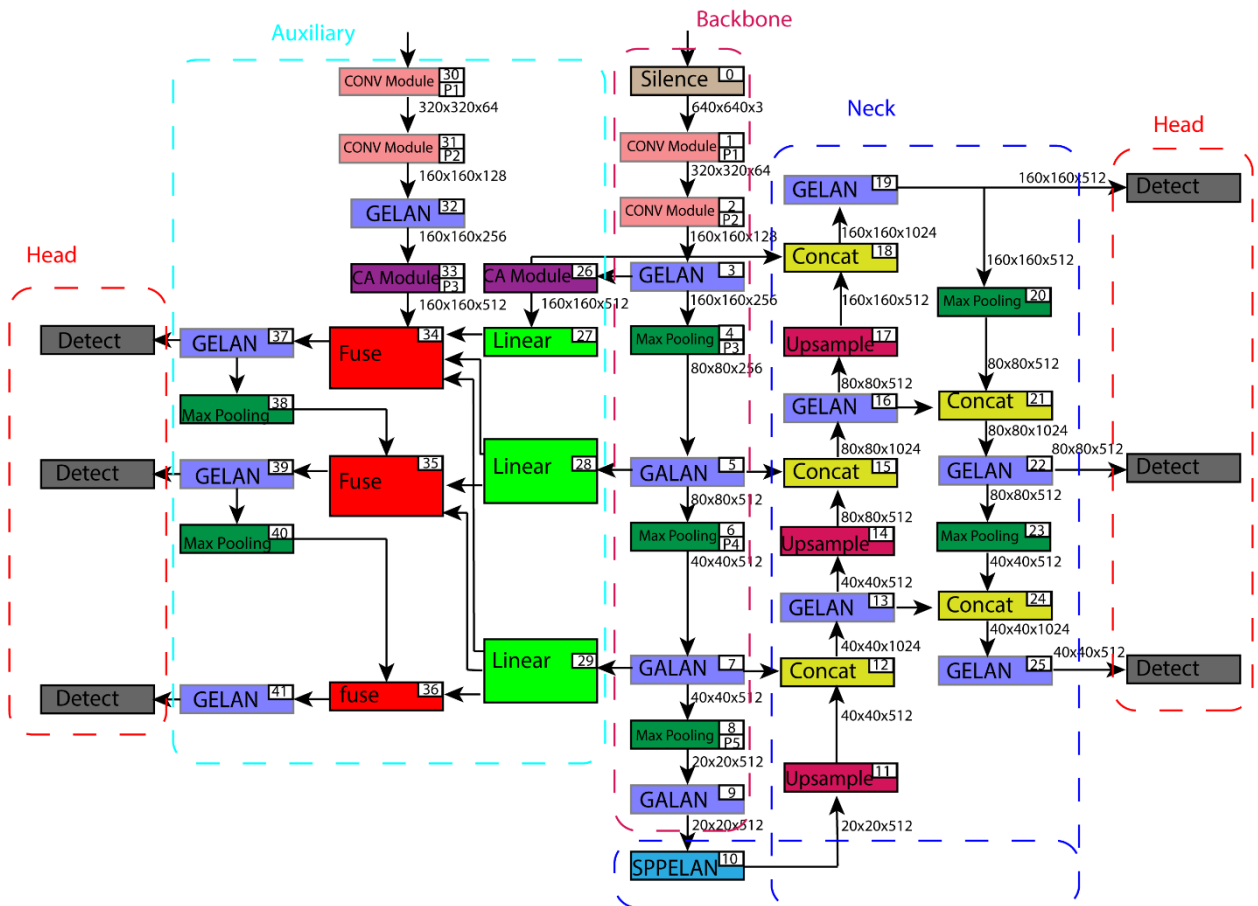 Auxiliary
Backbone
Neck
Head
Head
CONV Module 30 P1
320x320x64
CONV Module 31 P2
160x160x128
GELAN 32
160x160x256
CA Module 33 P3
160x160x512
CA Module 26
160x160x512
Linear 27
Fuse 34
GELAN 37
Detect
Max Pooling 38
Linear 28
Fuse 35
GELAN 39
Detect
Max Pooling 40
Linear 29
fuse 36
GELAN 41
Detect
Silence 0
640x640x3
CONV Module 1 P1
320x320x64
CONV Module 2 P2
160x160x128
GELAN 3
160x160x256
Max Pooling 4 P3
80x80x256
GALAN 5
80x80x512
Max Pooling 6 P4
40x40x512
GALAN 7
40x40x512
Max Pooling 8 P5
20x20x512
GALAN 9
20x20x512
SPPELAN 10
20x20x512
Upsample 11
40x40x512
Concat 12
40x40x1024
GELAN 13
40x40x512
Upsample 14
80x80x512
Concat 15
80x80x1024
GELAN 16
80x80x512
Upsample 17
160x160x512
Concat 18
160x160x1024
GELAN 19
160x160x512
Detect
160x160x512
Max Pooling 20
80x80x512
Concat 21
80x80x1024
GELAN 22
80x80x512
Detect
80x80x512
Max Pooling 23
40x40x512
Concat 24
40x40x1024
GELAN 25
40x40x512
Detect